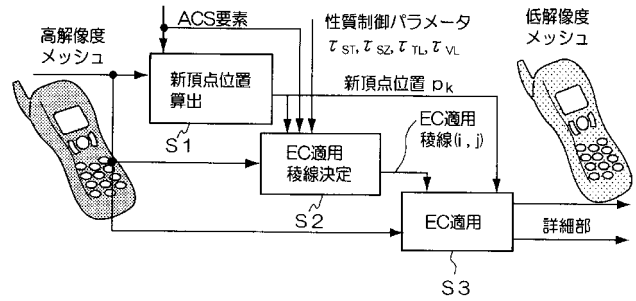 ACS要素
性質制御パラメータ
τST, τSZ, τTL, τVL
高解像度
メッシュ
低解像度
メッシュ
新頂点位置
算出
S1
新頂点位置 pk
EC適用
稜線(i , j)
EC適用
稜線決定
S2
EC適用
S3
詳細部